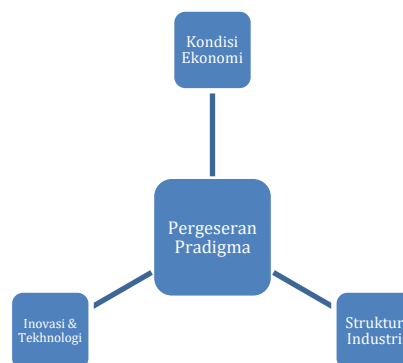 Kondisi
Ekonomi
Pergeseran
Pradigma
Inovasi &
Tekhnologi
Struktur
Industri